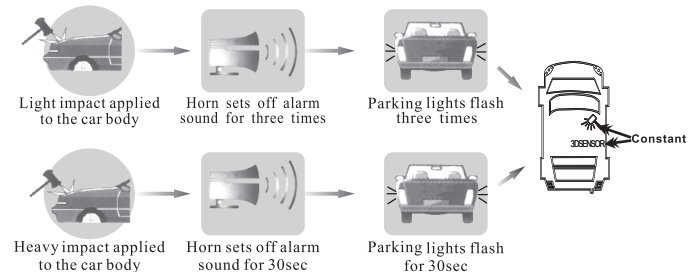 Light impact applied
to the car body
Horn sets off alarm
sound for three times
Parking lights flash
three times
3DSENSOR
Constant
Heavy impact applied
to the car body
Horn sets off alarm
sound for 30sec
Parking lights flash
for 30sec